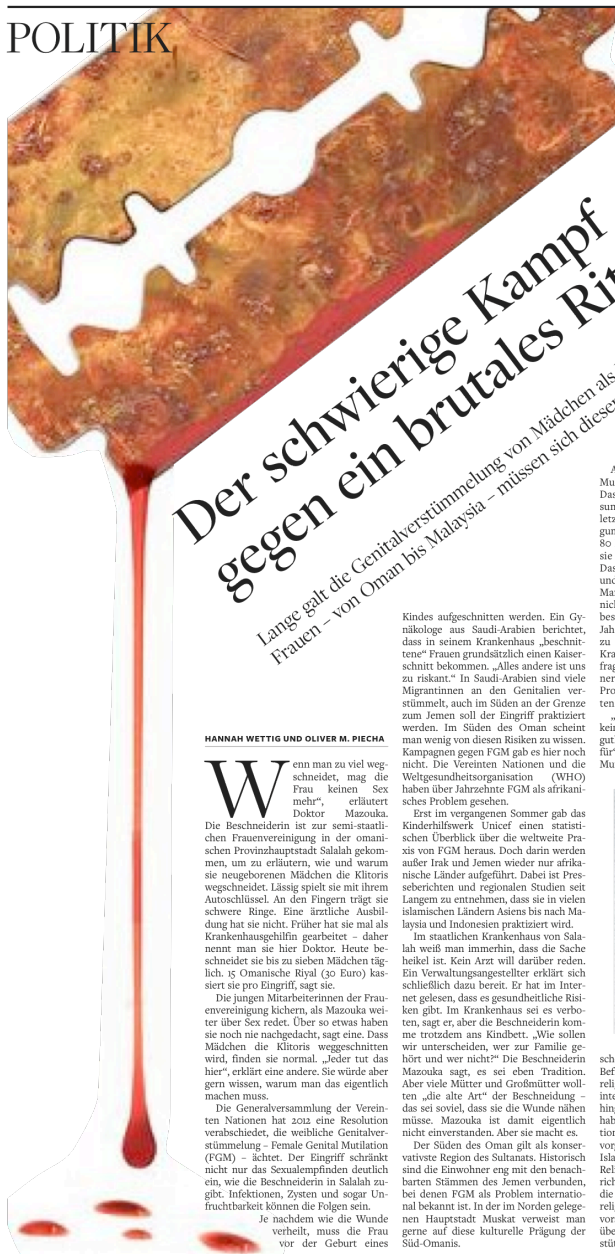 POLITIK
Der schwierige Kampf
gegen ein brutales
Lange galt die Genitalverstümmelung von Mädchen als
Frauen – von Oman bis Malaysia – müssen sich dieser
HANNAH WETTIG UND OLIVER M. PIECHA
Wenn man zu viel weg-
schneidet, mag die
Frau keinen Sex
mehr“, erläutert
Doktor Mazouka.
Die Beschneiderin ist zur semi-staatli-
chen Frauenvereinigung in der omani-
schen Provinzhauptstadt Salalah gekom-
men, um zu erläutern, wie und warum
sie neugeborenen Mädchen die Klitoris
wegschneidet. Lässig spielt sie mit ihrem
Autoschlüssel. An den Fingern trägt sie
schwere Ringe. Eine ärztliche Ausbil-
dung hat sie nicht. Früher hat sie mal als
Krankenhausgehilfin gearbeitet – daher
nennt man sie hier Doktor. Heute be-
schneidet sie bis zu sieben Mädchen täg-
lich. 15 Omanische Riyal (30 Euro) kas-
siert sie pro Eingriff, sagt sie.
Die jungen Mitarbeiterinnen der Frau-
envereinigung kichern, als Mazouka wei-
ter über Sex redet. Über so etwas haben
sie noch nie nachgedacht, sagt eine. Dass
Mädchen die Klitoris weggeschnitten
wird, finden sie normal. „Jeder tut das
hier“, erklärt eine andere. Sie würde aber
gern wissen, warum man das eigentlich
machen muss.
Die Generalversammlung der Verein-
ten Nationen hat 2012 eine Resolution
verabschiedet, die weibliche Genitalver-
stümmelung – Female Genital Mutilation
(FGM) – ächtet. Der Eingriff schränkt
nicht nur das Sexualempfinden deutlich
ein, wie die Beschneiderin in Salalah zu-
gibt. Infektionen, Zysten und sogar Un-
fruchtbarkeit können die Folgen sein.
Je nachdem wie die Wunde
verheilt, muss die Frau
vor der Geburt eines
Kindes aufgeschnitten werden. Ein Gy-
näkologe aus Saudi-Arabien berichtet,
dass in seinem Krankenhaus „beschnit-
tene“ Frauen grundsätzlich einen Kaiser-
schnitt bekommen. „Alles andere ist uns
zu riskant.“ In Saudi-Arabien sind viele
Migrantinnen an den Genitalien ver-
stümmelt, auch im Süden an der Grenze
zum Jemen soll der Eingriff praktiziert
werden. Im Süden des Oman scheint
man wenig von diesen Risiken zu wissen.
Kampagnen gegen FGM gab es hier noch
nicht. Die Vereinten Nationen und die
Weltgesundheitsorganisation (WHO)
haben über Jahrzehnte FGM als afrikani-
sches Problem gesehen.
Erst im vergangenen Sommer gab das
Kinderhilfswerk Unicef einen statisti-
schen Überblick über die weltweite Pra-
xis von FGM heraus. Doch darin werden
außer Irak und Jemen wieder nur afrika-
nische Länder aufgeführt. Dabei ist Pres-
seberichten und regionalen Studien seit
Langem zu entnehmen, dass sie in vielen
islamischen Ländern Asiens bis nach Ma-
laysia und Indonesien praktiziert wird.
Im staatlichen Krankenhaus von Sala-
lah weiß man immerhin, dass die Sache
heikel ist. Kein Arzt will darüber reden.
Ein Verwaltungsangestellter erklärt sich
schließlich dazu bereit. Er hat im Inter-
net gelesen, dass es gesundheitliche Risi-
ken gibt. Im Krankenhaus sei es verbo-
ten, sagt er, aber die Beschneiderin kom-
me trotzdem ans Kindbett. „Wie sollen
wir unterscheiden, wer zur Familie ge-
hört und wer nicht?“ Die Beschneiderin
Mazouka sagt, es sei eben Tradition.
Aber viele Mütter und Großmütter woll-
ten „die alte Art“ der Beschneidung –
das sei soviel, dass sie die Wunde nähen
müsse. Mazouka ist damit eigentlich
nicht einverstanden. Aber sie macht es.
Der Süden des Oman gilt als konser-
vativste Region des Sultanats. Historisch
sind die Einwohner eng mit den benach-
barten Stämmen des Jemen verbunden,
bei denen FGM als Problem internatio-
nal bekannt ist. In der im Norden gelege-
nen Hauptstadt Muskat verweist man
gerne auf diese kulturelle Prägung der
Süd-Omanis.